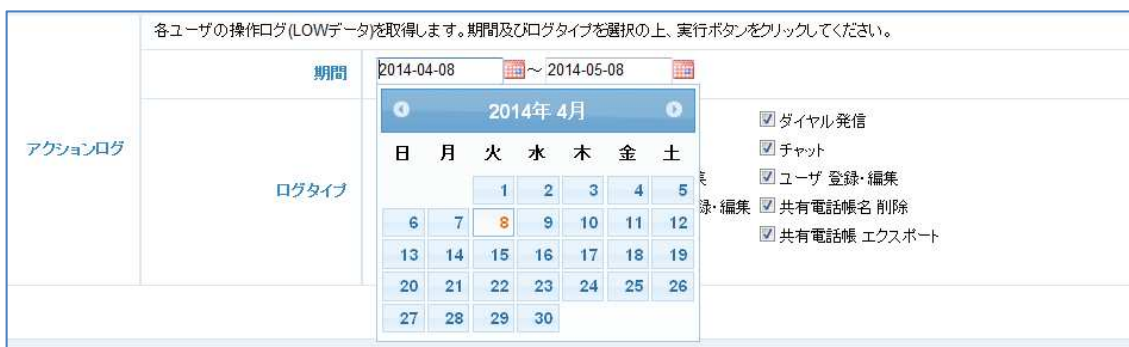 各ユーザの操作ログ(LOWデータ)を取得します。期間及びログタイプを選択の上、実行ボタンをクリックしてください。
期間
2014-04-08 ～ 2014-05-08
アクションログ
ログタイプ
2014年 4月
日 月 火 水 木 金 土
1 2 3 4 5
6 7 8 9 10 11 12
13 14 15 16 17 18 19
20 21 22 23 24 25 26
27 28 29 30
ダイヤル発信
チャット
ユーザ 登録・編集
録・編集 共有電話帳名 削除
共有電話帳 エクスポート